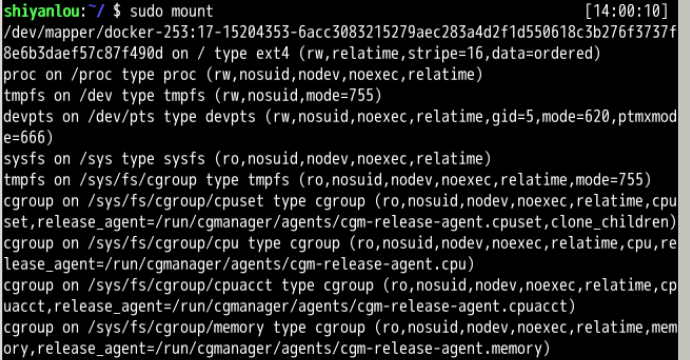 shiyanlou:~/ $ sudo mount [14:00:10]
/dev/mapper/docker-253:17-15204353-6acc3083215279aec283a4d2f1d550618c3b276f3737f
8e6b3daef57c87f490d on / type ext4 (rw,relatime,stripe=16,data=ordered)
proc on /proc type proc (rw,nosuid,nodev,noexec,relatime)
tmpfs on /dev type tmpfs (rw,nosuid,mode=755)
devpts on /dev/pts type devpts (rw,nosuid,noexec,relatime,gid=5,mode=620,ptmxmod
e=666)
sysfs on /sys type sysfs (ro,nosuid,nodev,noexec,relatime)
tmpfs on /sys/fs/cgroup type tmpfs (ro,nosuid,nodev,noexec,relatime,mode=755)
cgroup on /sys/fs/cgroup/cpuset type cgroup (ro,nosuid,nodev,noexec,relatime,cpu
set,release_agent=/run/cgmanager/agents/cgm-release-agent.cpuset,clone_children)
cgroup on /sys/fs/cgroup/cpu type cgroup (ro,nosuid,nodev,noexec,relatime,cpu,re
lease_agent=/run/cgmanager/agents/cgm-release-agent.cpu)
cgroup on /sys/fs/cgroup/cpuacct type cgroup (ro,nosuid,nodev,noexec,relatime,cp
uacct,release_agent=/run/cgmanager/agents/cgm-release-agent.cpuacct)
cgroup on /sys/fs/cgroup/memory type cgroup (ro,nosuid,nodev,noexec,relatime,mem
ory,release_agent=/run/cgmanager/agents/cgm-release-agent.memory)